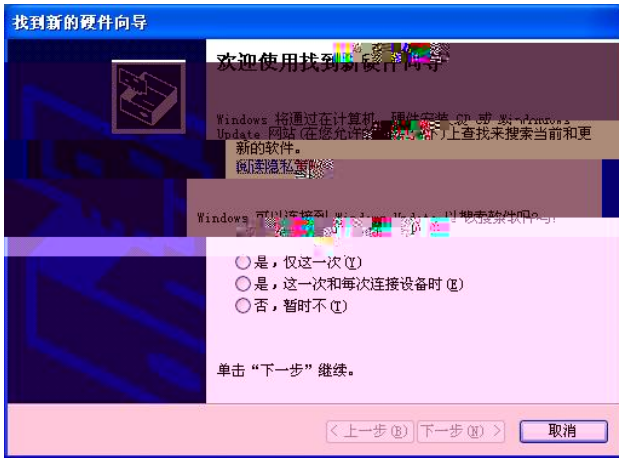 找到新的硬件向导
欢迎使用找到新硬件向导
Windows 将通过在计算机、硬件安装 CD 或 Windows
Update 网站(在您允许 下)上查找来搜索当前和更
新的软件。
阅读隐私
Windows 可以连接到 Windows Update 以搜索软件吗?
是，仅这一次(Y)
是，这一次和每次连接设备时(E)
否，暂时不(T)
单击“下一步”继续。
< 上一步(B) 下一步(N) > 取消